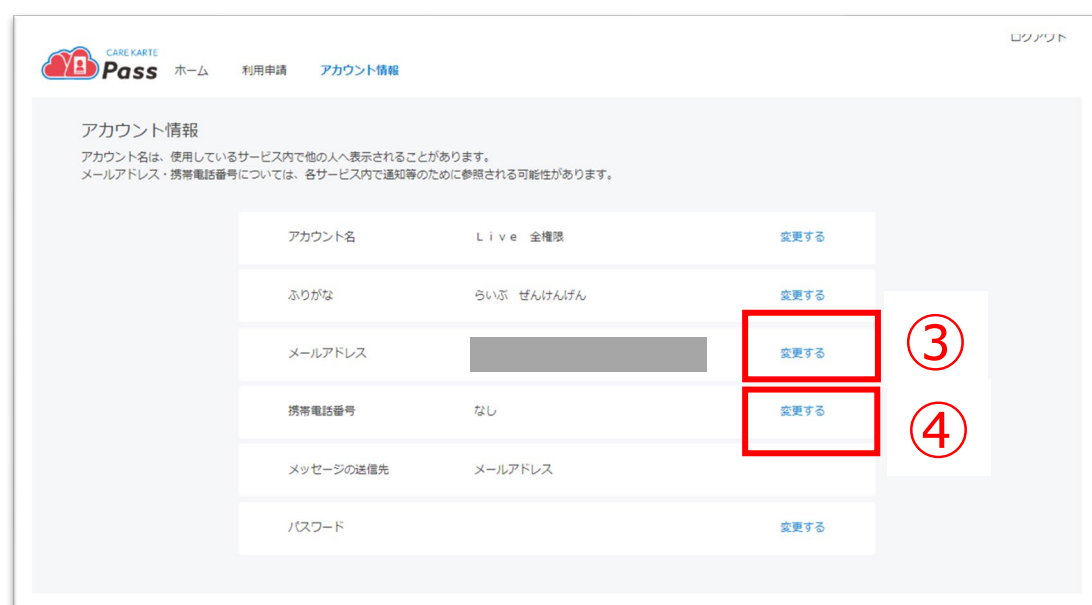 ログアウト
CARE KARTE
Pass ホーム 利用申請 アカウント情報
アカウント情報
アカウント名は、使用しているサービス内で他の人へ表示されることがあります。
メールアドレス・携帯電話番号については、各サービス内で通知等のために参照される可能性があります。
アカウント名 Ｌｉｖｅ　全権限 変更する
ふりがな らいぶ　ぜんけんげん 変更する
メールアドレス 変更する ③
携帯電話番号 なし 変更する ④
メッセージの送信先 メールアドレス
パスワード 変更する